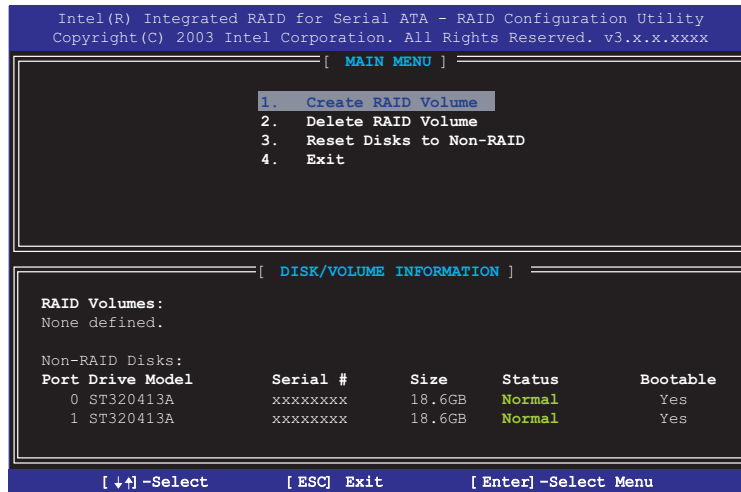 Intel(R) Integrated RAID for Serial ATA - RAID Configuration Utility
Copyright(C) 2003 Intel Corporation. All Rights Reserved. v3.x.x.xxxx
[ MAIN MENU ]
1. Create RAID Volume
2. Delete RAID Volume
3. Reset Disks to Non-RAID
4. Exit
[ DISK/VOLUME INFORMATION ]
RAID Volumes:
None defined.
Non-RAID Disks:
Port Drive Model Serial # Size Status Bootable
0 ST320413A xxxxxxxx 18.6GB Normal Yes
1 ST320413A xxxxxxxx 18.6GB Normal Yes
[↓↑]-Select [ESC] Exit [Enter]-Select Menu